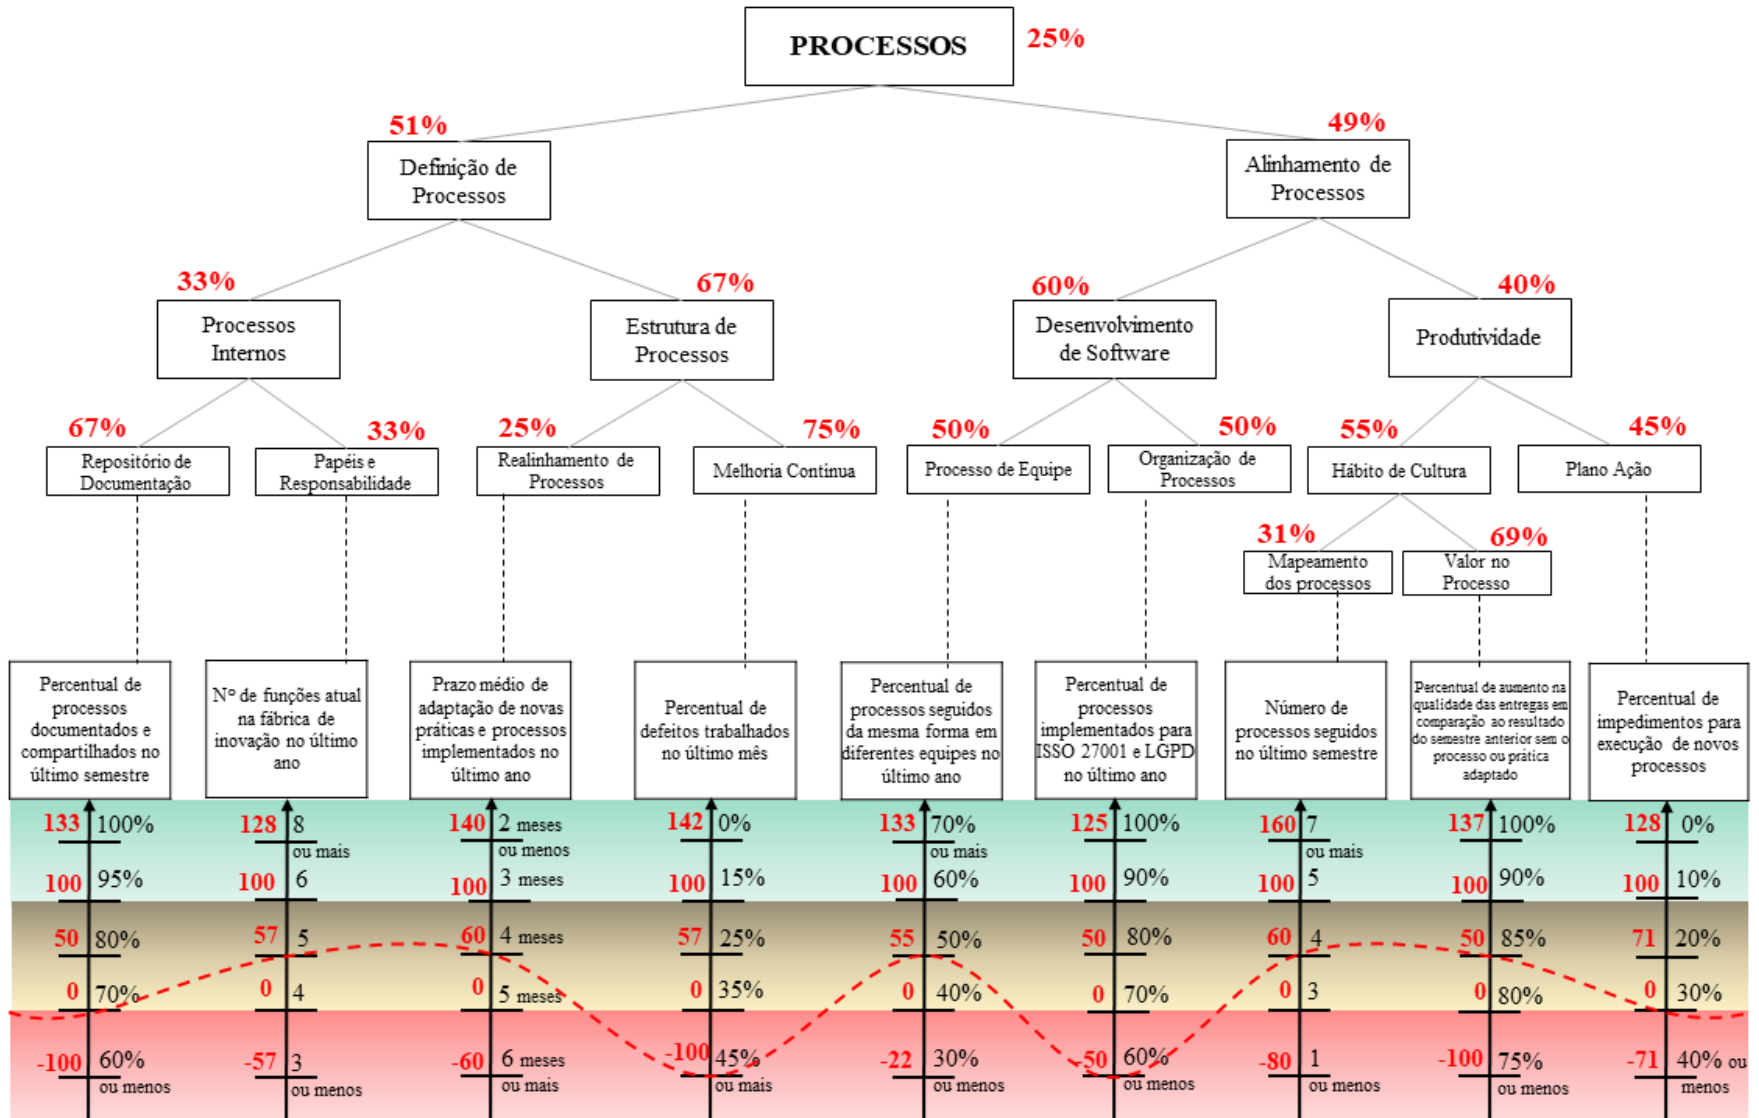 PROCESSOS
25%
51%
49%
Definição de
Processos
Alinhamento de
Processos
33%
67%
60%
40%
Processos
Internos
Estrutura de
Processos
Desenvolvimento
de Software
Produtividade
67%
33%
25%
75%
50%
50%
55%
45%
Repositório de
Documentação
Papéis e
Responsabilidade
Realinhamento de
Processos
Melhoria Continua
Processo de Equipe
Organização de
Processos
Hábito de Cultura
Plano Ação
31%
69%
Mapeamento
dos processos
Valor no
Processo
Percentual de
processos
documentados e
compartilhados no
último semestre
Nº de funções atual
na fábrica de
inovação no último
ano
Prazo médio de
adaptação de novas
práticas e processos
implementados no
último ano
Percentual de
defeitos trabalhados
no último mês
Percentual de
processos seguidos
da mesma forma em
diferentes equipes no
último ano
Percentual de
processos
implementados para
ISSO 27001 e LGPD
no último ano
Número de
processos seguidos
no último semestre
Percentual de aumento na
qualidade das entregas em
comparação ao resultado
do semestre anterior sem o
processo ou prática
adaptado
Percentual de
impedimentos para
execução de novos
processos
133 100%
128 8
ou mais
140 2 meses
ou menos
142 0%
133 70%
ou mais
125 100%
160 7
ou mais
137 100%
128 0%
100 95%
100 6
100 3 meses
100 15%
100 60%
100 90%
100 5
100 90%
100 10%
50 80%
57 5
60 4 meses
57 25%
55 50%
50 80%
60 4
50 85%
71 20%
0 70%
0 4
0 5 meses
0 35%
0 40%
0 70%
0 3
0 80%
0 30%
-100 60%
ou menos
-57 3
ou menos
-60 6 meses
ou mais
-100 45%
ou mais
-22 30%
ou menos
-50 60%
ou menos
-80 1
ou menos
-100 75%
ou menos
-71 40% ou
menos